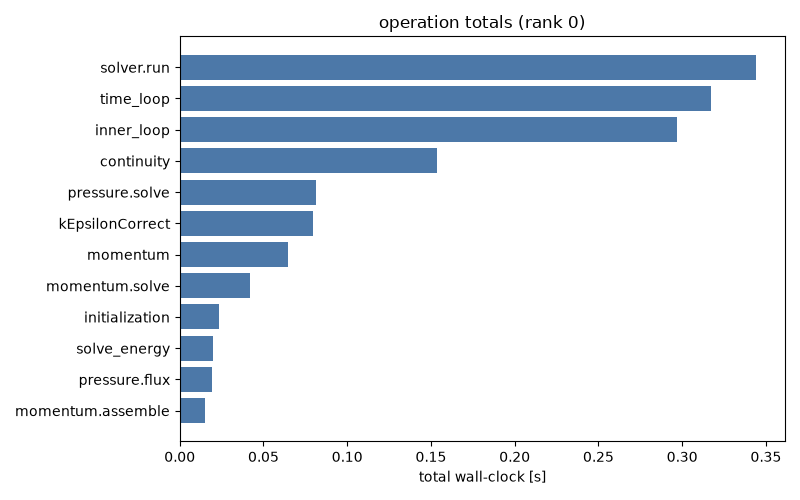 operation totals (rank 0)
solver.run
time_loop
inner_loop
continuity
pressure.solve
kEpsilonCorrect
momentum
momentum.solve
initialization
solve_energy
pressure.flux
momentum.assemble
0.00 0.05 0.10 0.15 0.20 0.25 0.30 0.35
total wall-clock [s]